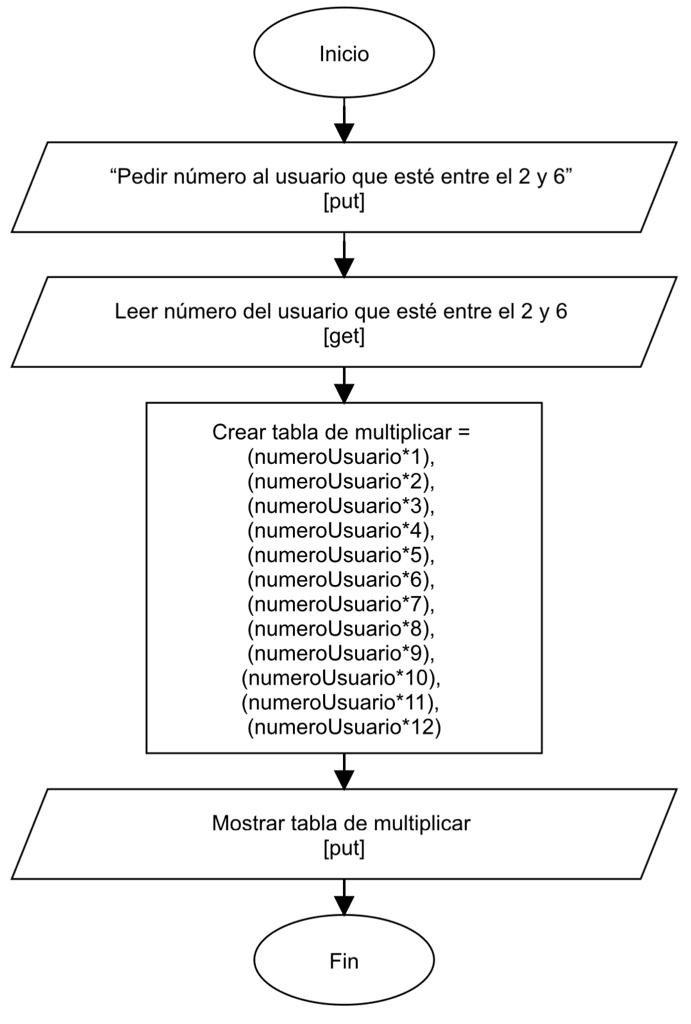 Inicio
“Pedir número al usuario que esté entre el 2 y 6”
[put]
Leer número del usuario que esté entre el 2 y 6
[get]
Crear tabla de multiplicar =
(numeroUsuario*1),
(numeroUsuario*2),
(numeroUsuario*3),
(numeroUsuario*4),
(numeroUsuario*5),
(numeroUsuario*6),
(numeroUsuario*7),
(numeroUsuario*8),
(numeroUsuario*9),
(numeroUsuario*10),
(numeroUsuario*11),
(numeroUsuario*12)
Mostrar tabla de multiplicar
[put]
Fin